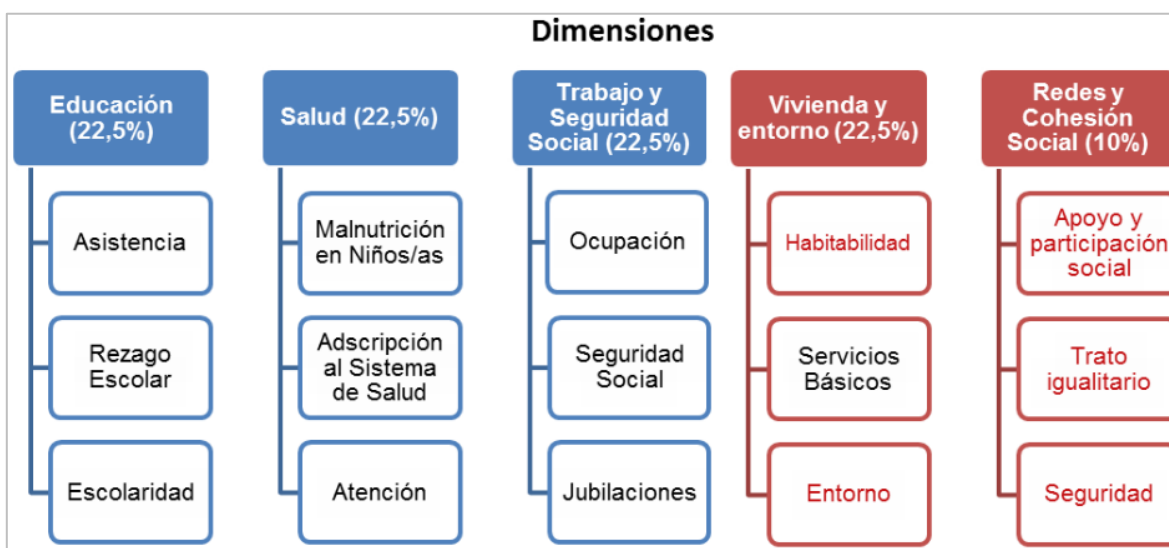 Dimensiones
Educación
(22,5%)
Asistencia
Rezago
Escolar
Escolaridad
Salud (22,5%)
Malnutrición
en Niños/as
Adscripción
al Sistema
de Salud
Atención
Trabajo y
Seguridad
Social (22,5%)
Ocupación
Seguridad
Social
Jubilaciones
Vivienda y
entorno (22,5%)
Habitabilidad
Servicios
Básicos
Entorno
Redes y
Cohesión
Social (10%)
Apoyo y
participación
social
Trato
igualitario
Seguridad